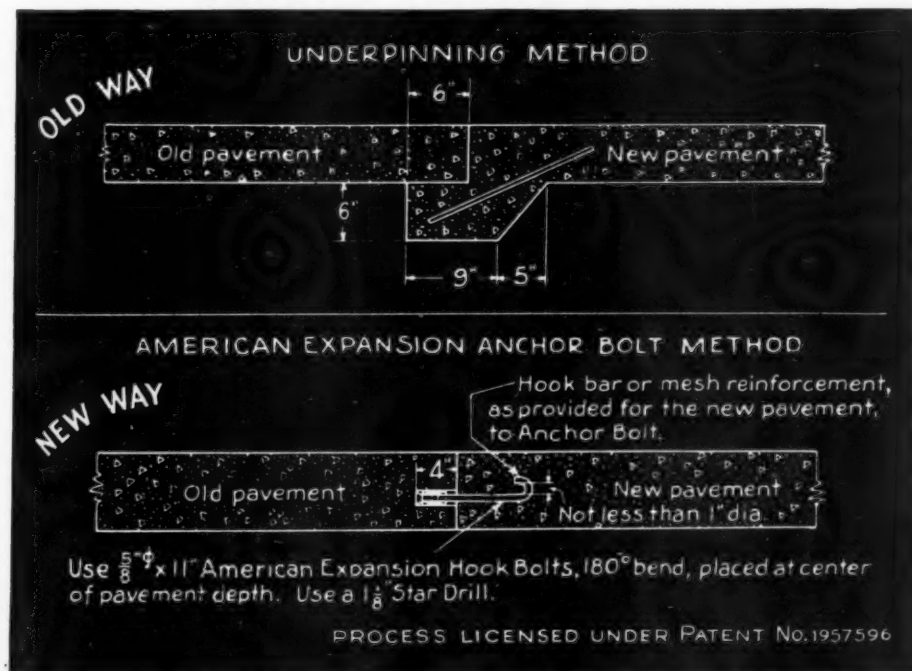 UNDERPINNING METHOD
OLD WAY
6"
Old pavement
New pavement
6"
9"
5"
AMERICAN EXPANSION ANCHOR BOLT METHOD
NEW WAY
Hook bar or mesh reinforcement,
as provided for the new pavement,
to Anchor Bolt.
4"
Old pavement
New pavement
Not less than 1" dia.
Use 5/8"ϕ x 11" American Expansion Hook Bolts, 180° bend, placed at center
of pavement depth. Use a 1 1/8" Star Drill.
PROCESS LICENSED UNDER PATENT No. 1957596